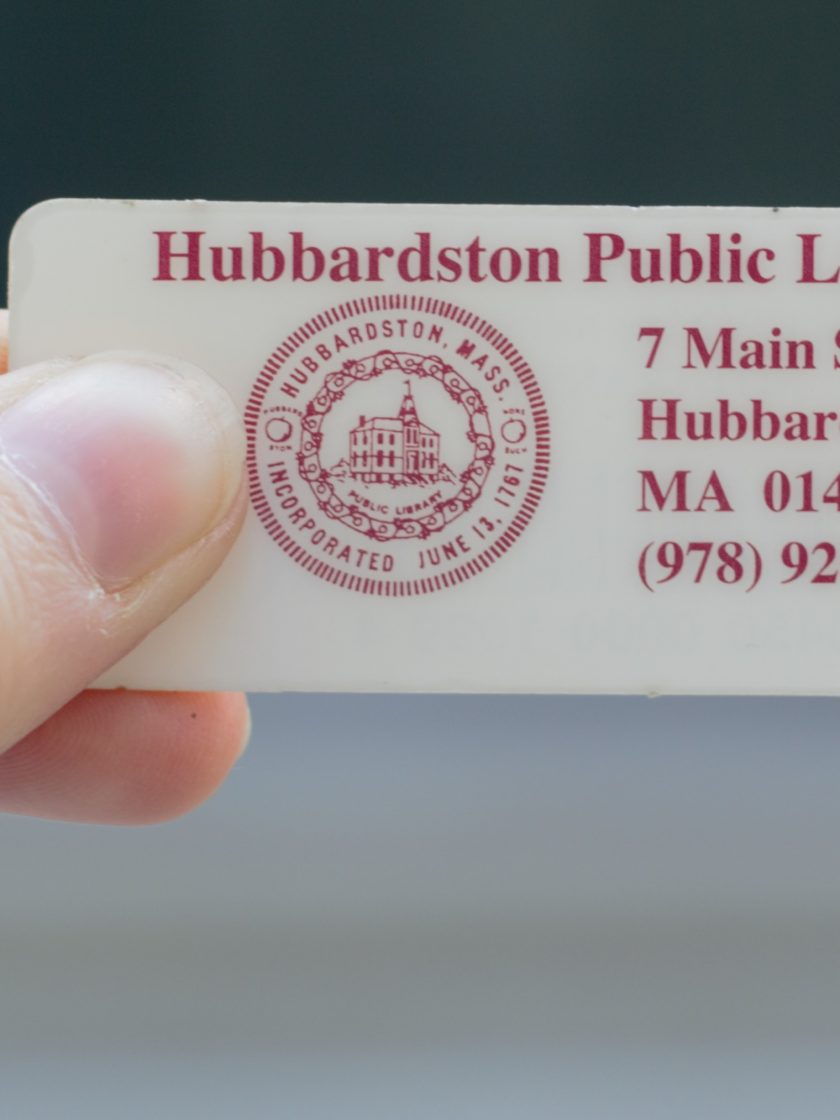 Hubbardston Public L
7 Main S
Hubbar
MA 014
(978) 92
HUBBARDSTON, MASS.
PUBLIC LIBRARY
INCORPORATED JUNE 13, 1767